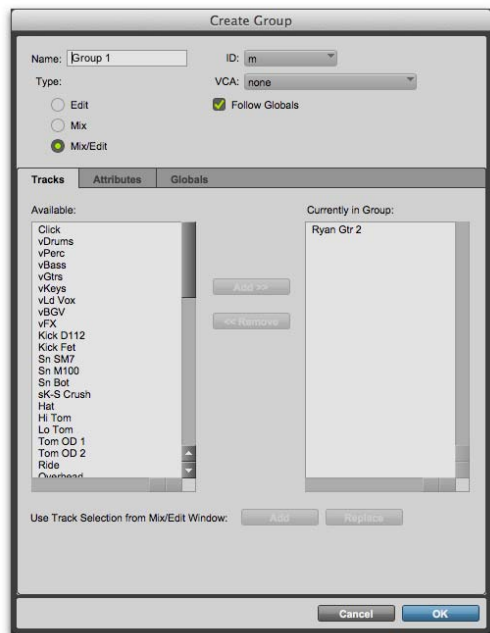 Create Group
Name: Group 1 ID: m
Type: VCA: none
Edit Follow Globals
Mix
Mix/Edit
Tracks Attributes Globals
Available: Currently in Group:
Click Ryan Gtr 2
vDrums
vPerc
vBass
vGtrs
vKeys
vLd Vox
vBGV
vFX
Add >>
<< Remove
Kick D112
Kick Fet
Sn SM7
Sn M100
Sn Bot
sK-S Crush
Hat
Hi Tom
Lo Tom
Tom OD 1
Tom OD 2
Ride
Overhead
Use Track Selection from Mix/Edit Window: Add Replace
Cancel OK